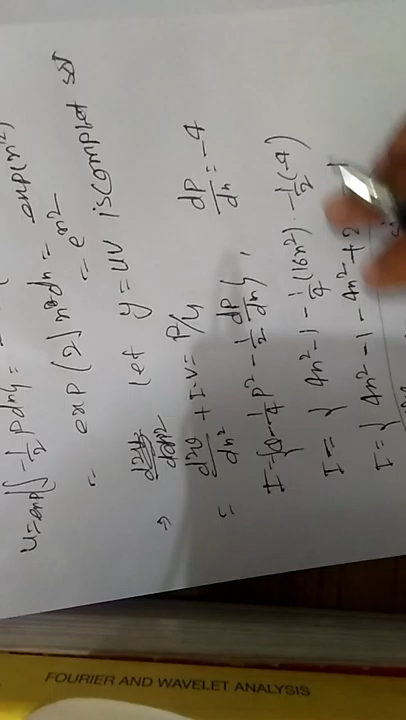 u = exp{∫ -1/2 P dx} = exp(x²)
= exp(2∫x dx = e^x²
⇒ Let y = uv is complet sol
= d²v/dx² + I·v = R/u dP/dx = -4
I = {Q - 1/4 P² - 1/2 dP/dx},
I = { 4x² - 1 - 1/4 (16x²) · -1/2 (-4)
I = { 4x² - 1 - 4x² + 2
FOURIER AND WAVELET ANALYSIS